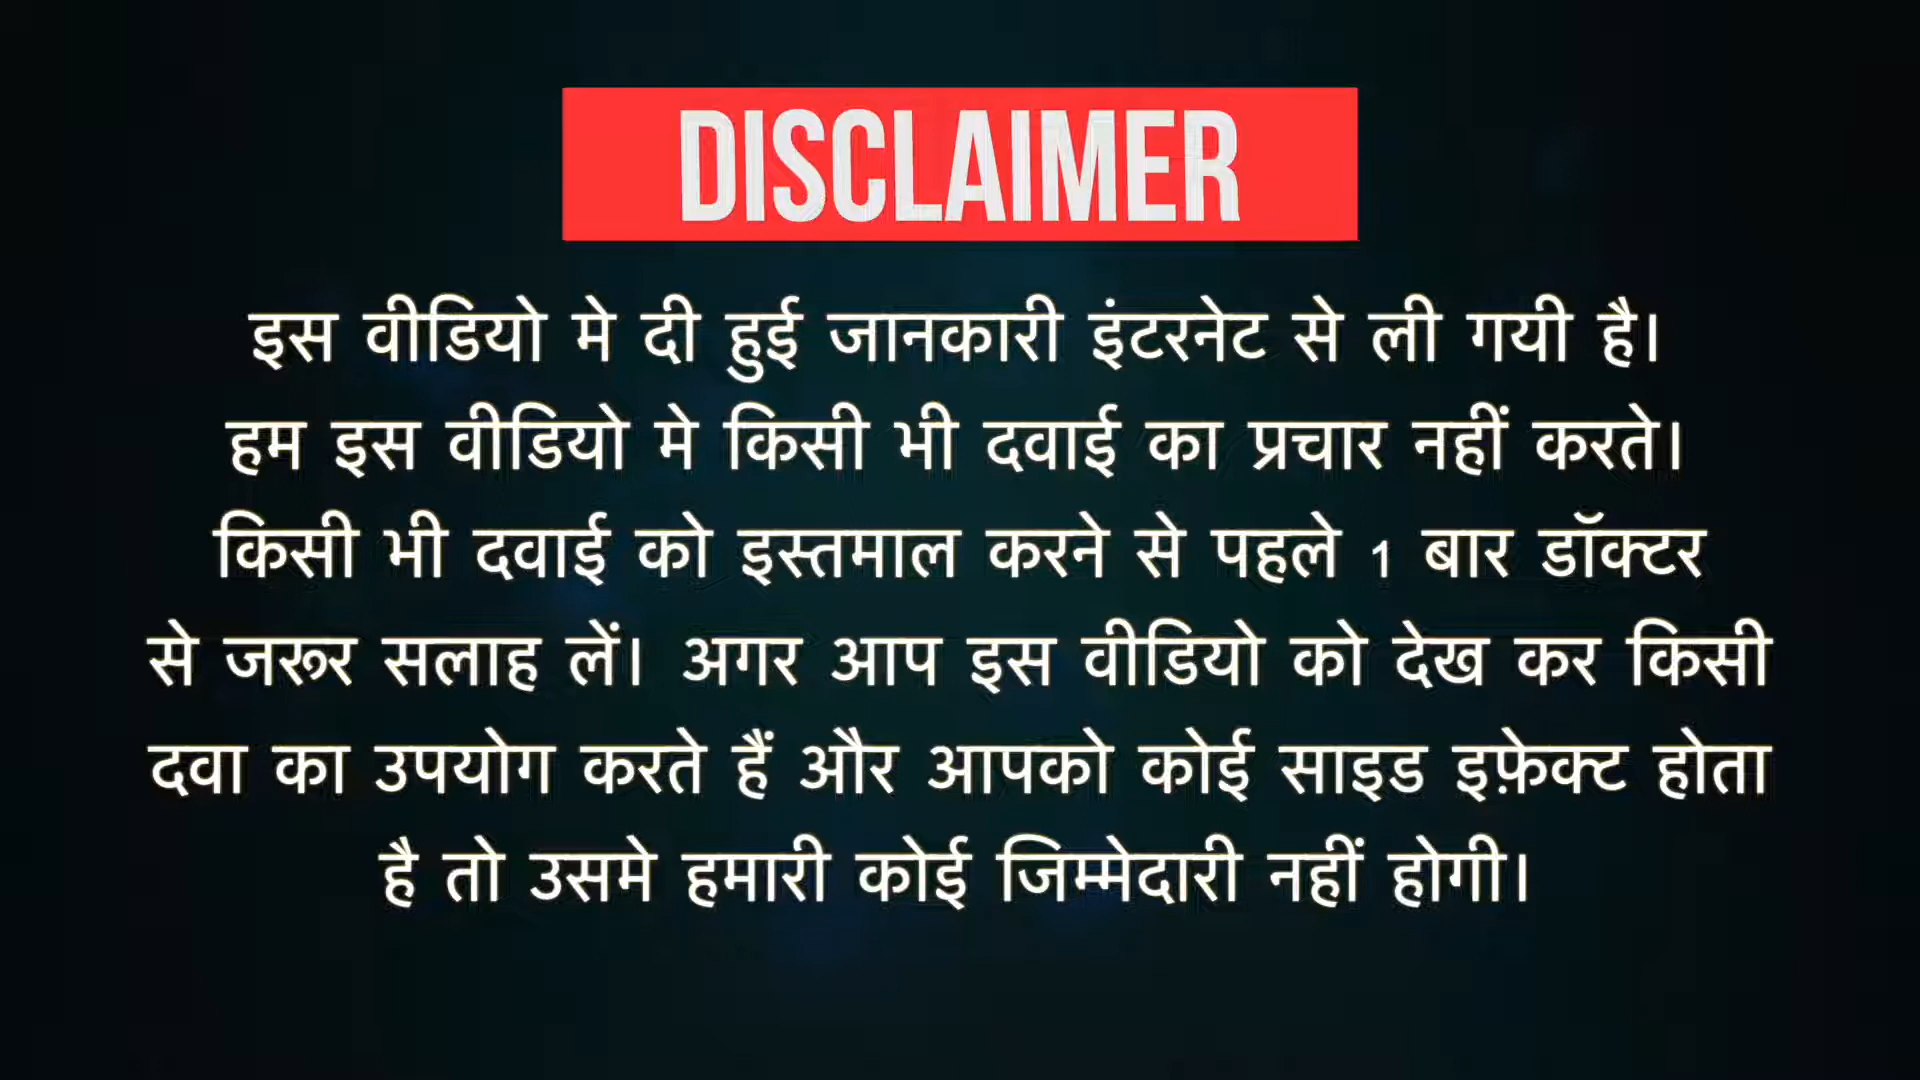 DISCLAIMER
इस वीडियो मे दी हुई जानकारी इंटरनेट से ली गयी है।
हम इस वीडियो मे किसी भी दवाई का प्रचार नहीं करते।
किसी भी दवाई को इस्तमाल करने से पहले 1 बार डॉक्टर
से जरूर सलाह लें। अगर आप इस वीडियो को देख कर किसी
दवा का उपयोग करते हैं और आपको कोई साइड इफ़ेक्ट होता
है तो उसमे हमारी कोई जिम्मेदारी नहीं होगी।